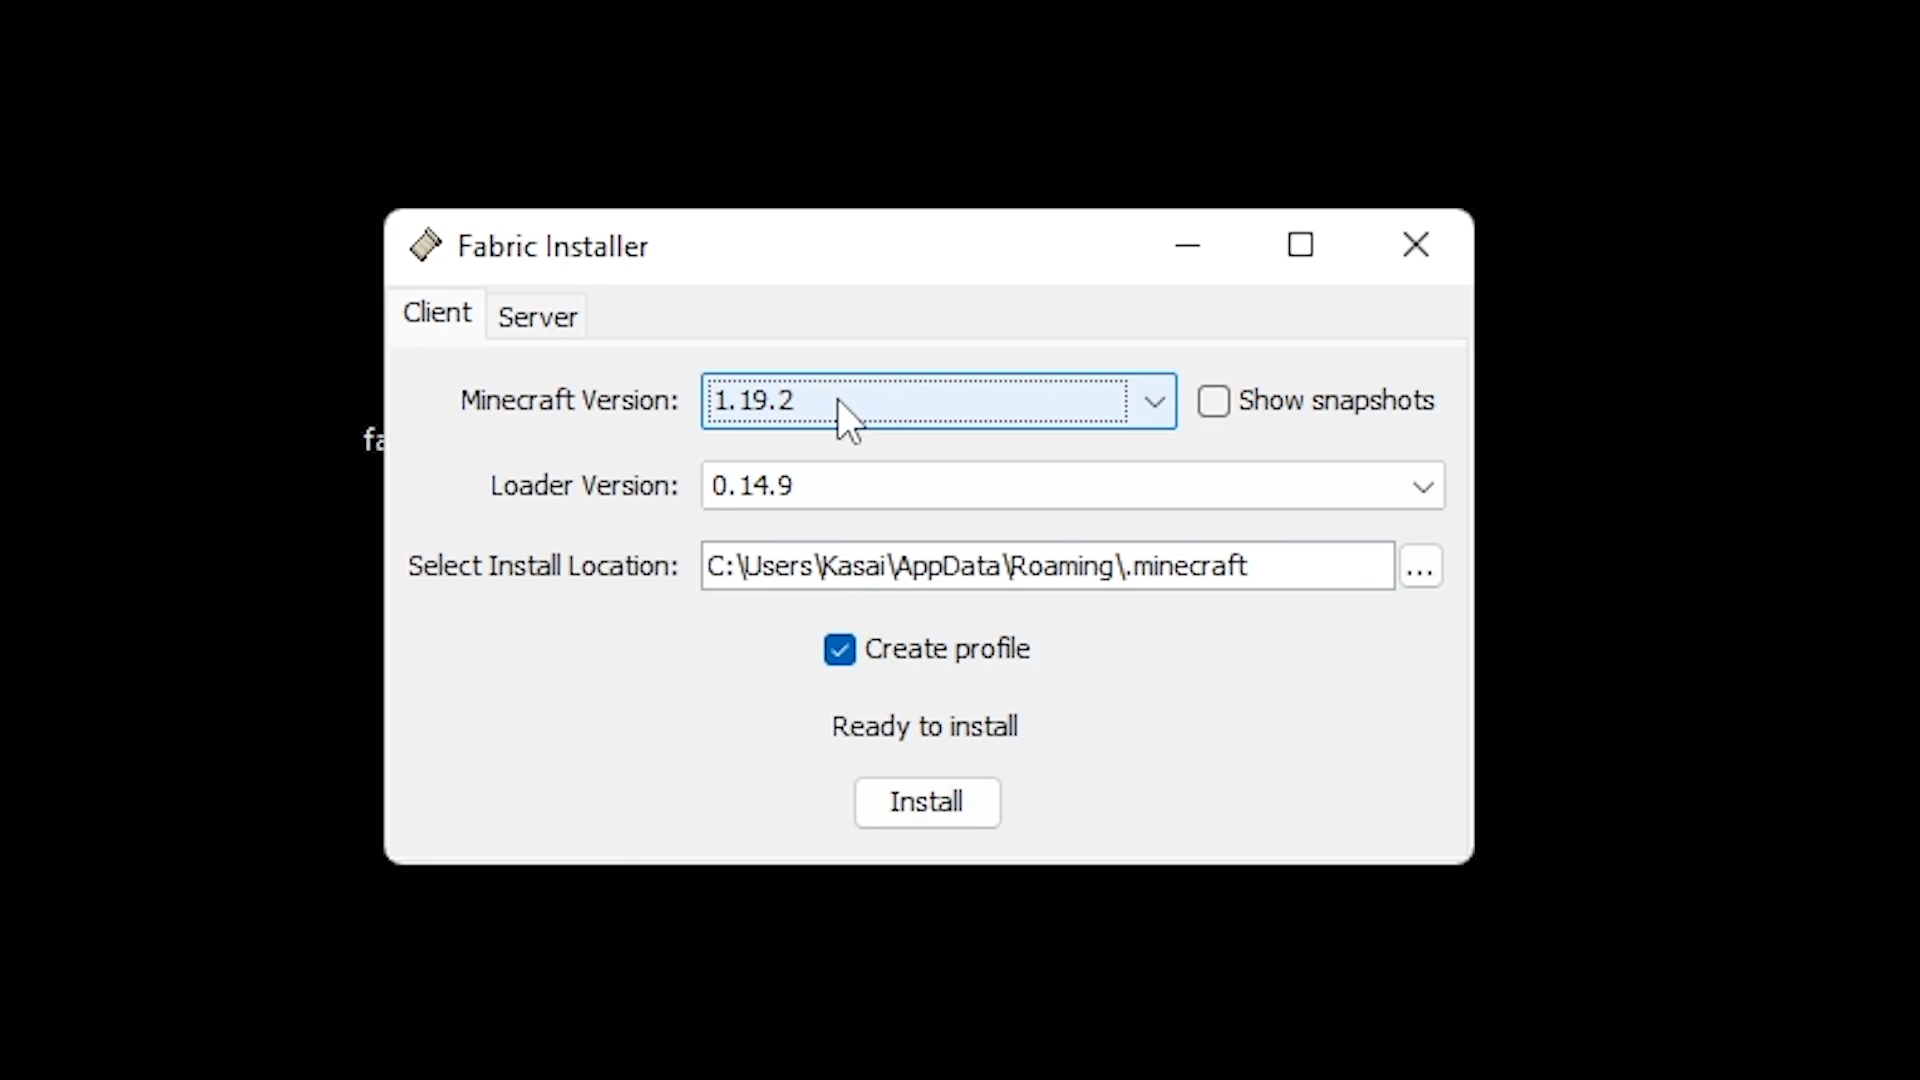 Fabric Installer
Client Server
Minecraft Version: 1.19.2 Show snapshots
Loader Version: 0.14.9
Select Install Location: C:\Users\Kasai\AppData\Roaming\.minecraft ...
Create profile
Ready to install
Install